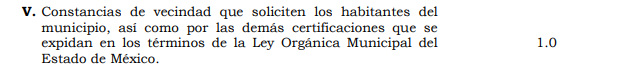 V. Constancias de vecindad que soliciten los habitantes del
municipio, así como por las demás certificaciones que se
expidan en los términos de la Ley Orgánica Municipal del 1.0
Estado de México.